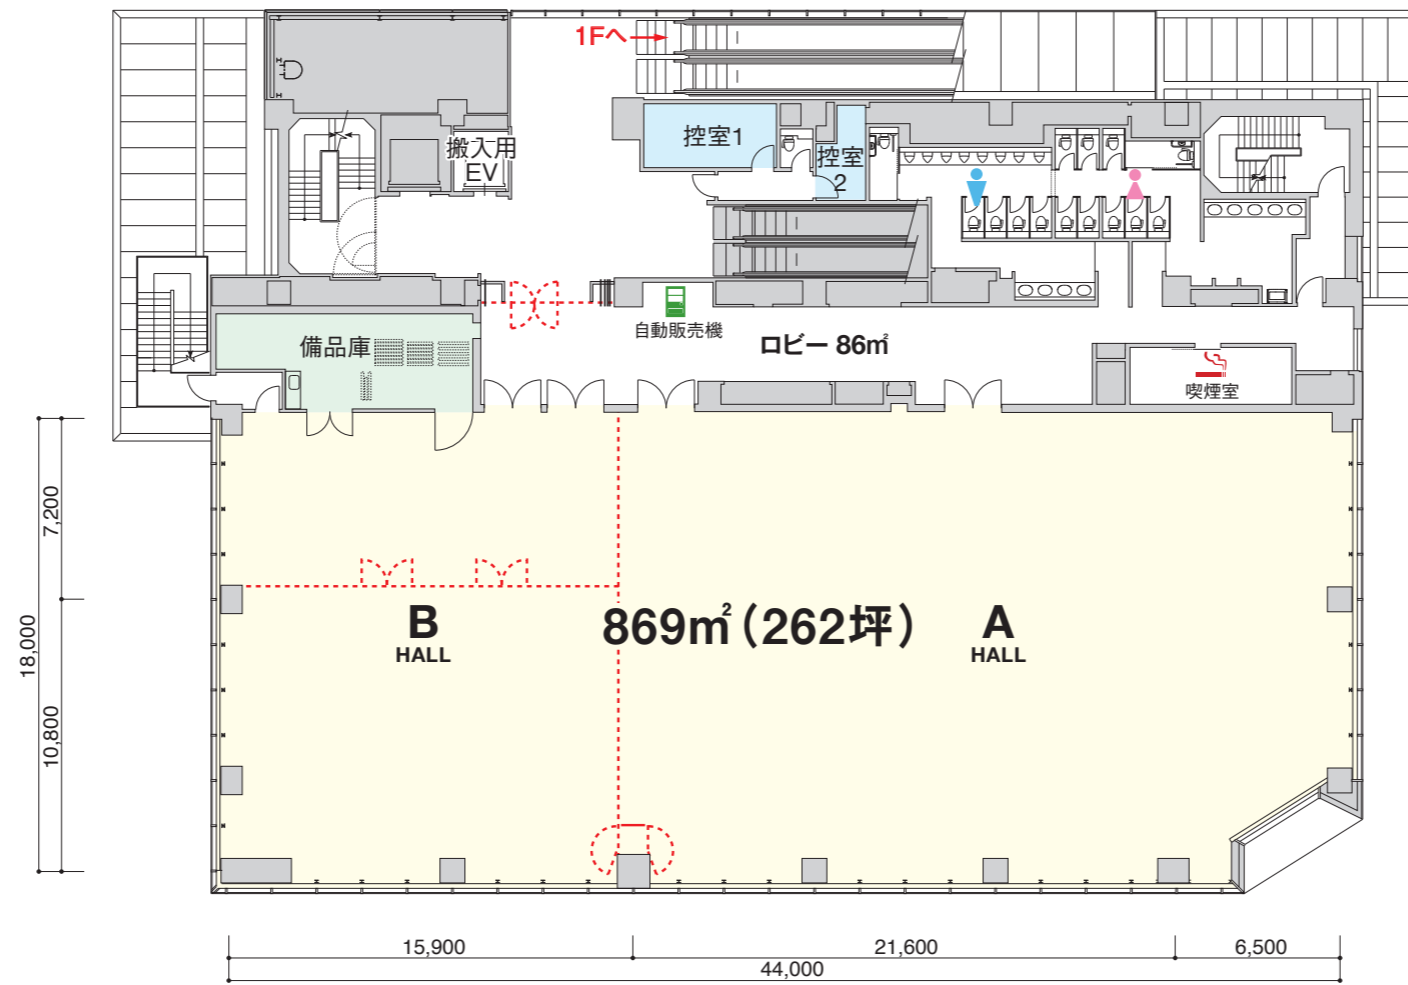 1Fへ
搬入用
EV
控室1
控室
2
自動販売機
備品庫
ロビー 86㎡
喫煙室
7,200
18,000
10,800
B
HALL
869㎡(262坪)
A
HALL
15,900
21,600
6,500
44,000